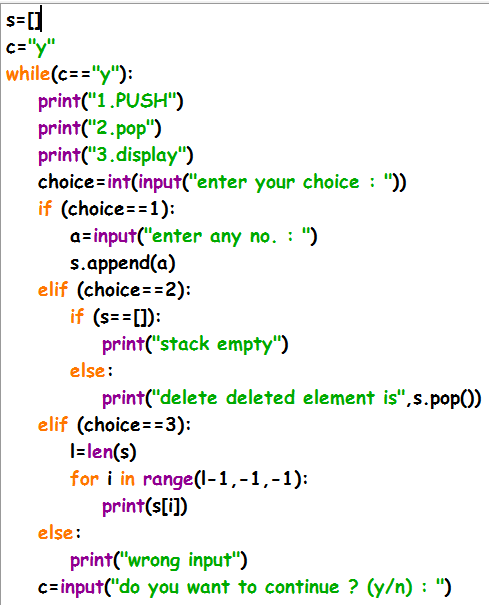 s=[]
c="y"
while(c=="y"):
    print("1.PUSH")
    print("2.pop")
    print("3.display")
    choice=int(input("enter your choice : "))
    if (choice==1):
        a=input("enter any no. : ")
        s.append(a)
    elif (choice==2):
        if (s==[]):
            print("stack empty")
        else:
            print("delete deleted element is",s.pop())
    elif (choice==3):
        l=len(s)
        for i in range(l-1,-1,-1):
            print(s[i])
    else:
        print("wrong input")
    c=input("do you want to continue ? (y/n) : ")